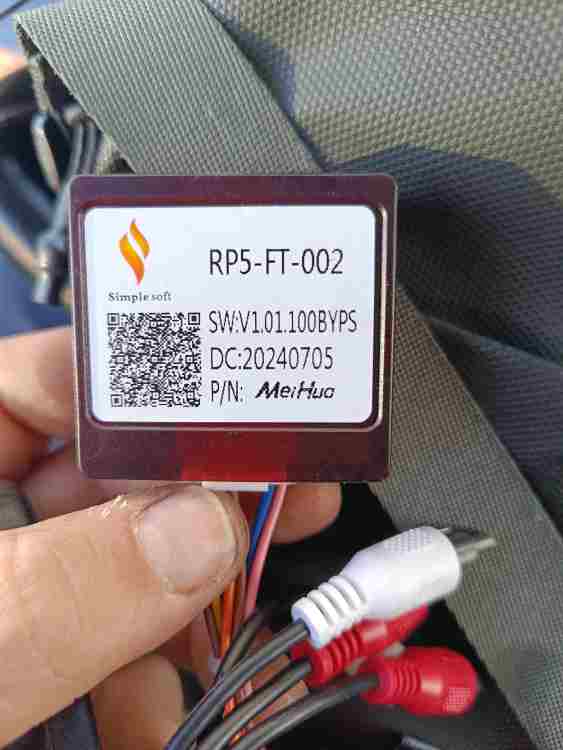 RP5-FT-002
Simple soft
SW:V1.01.100BYPS
DC:20240705
P/N: MeiHua